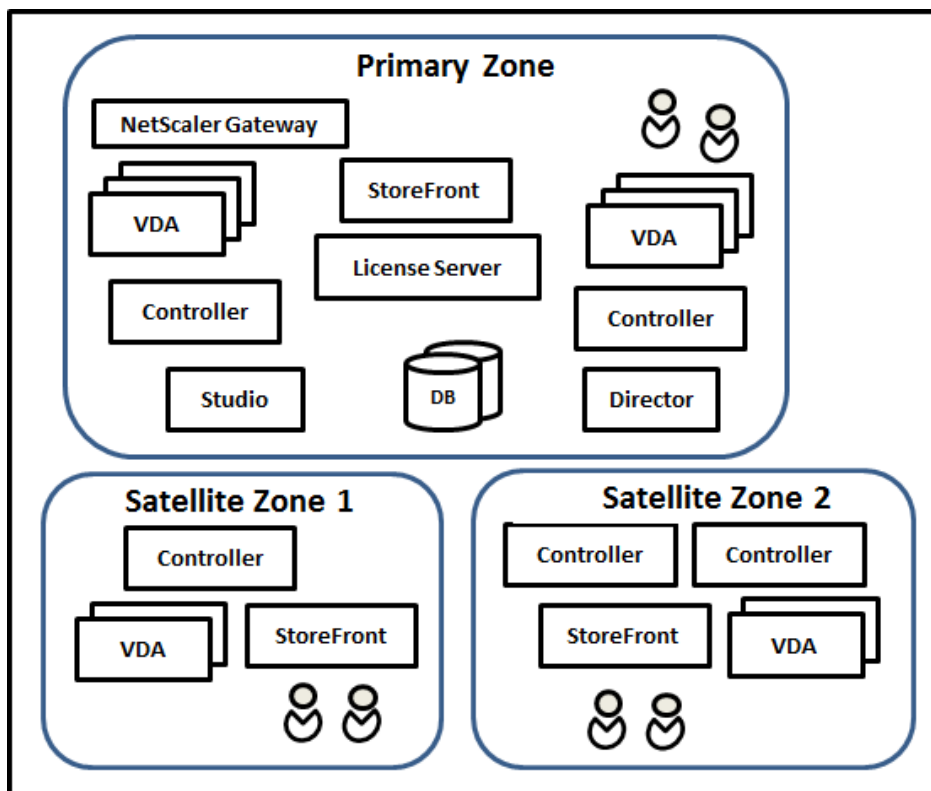 Primary Zone
NetScaler Gateway
StoreFront
VDA
VDA
License Server
Controller
Controller
Studio
DB
Director
Satellite Zone 1
Controller
VDA
StoreFront
Satellite Zone 2
Controller
Controller
StoreFront
VDA